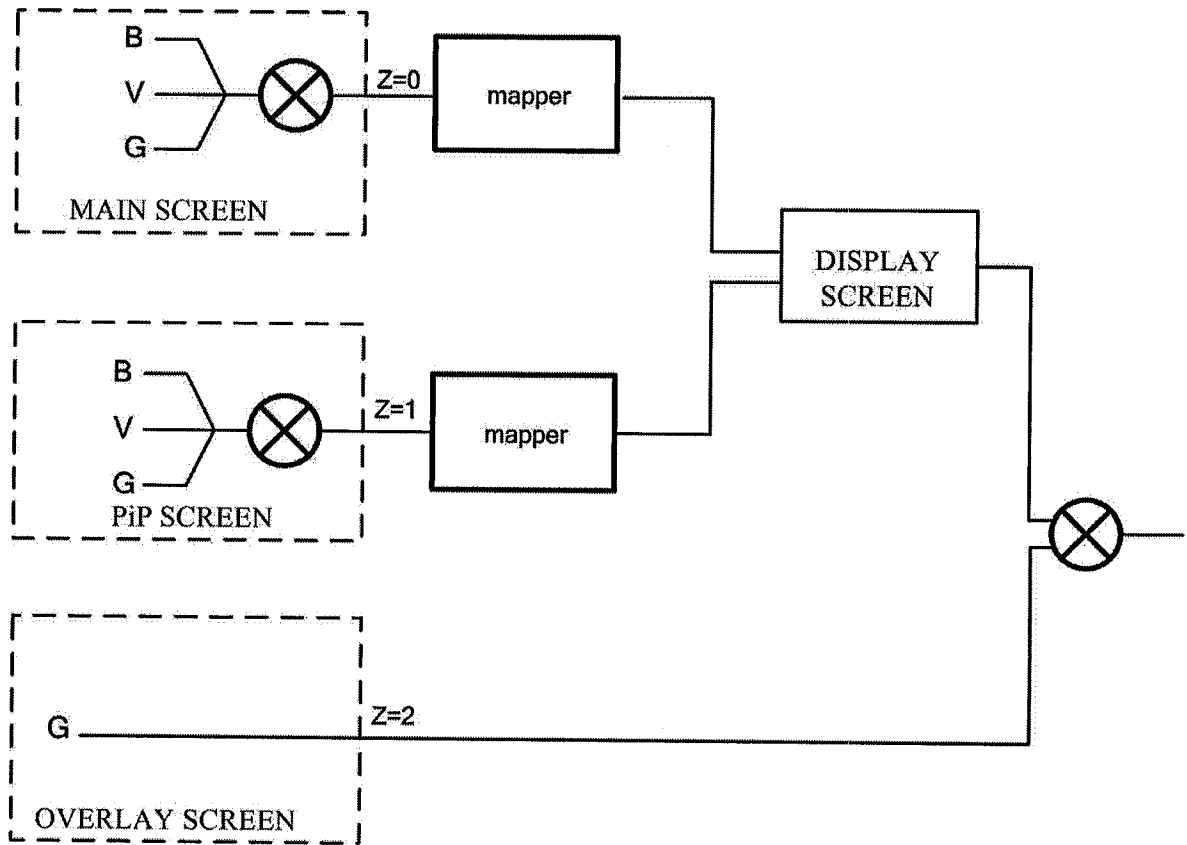 B
V
G
Z=0
mapper
MAIN SCREEN
DISPLAY
SCREEN
B
V
G
Z=1
mapper
PiP SCREEN
G
Z=2
OVERLAY SCREEN